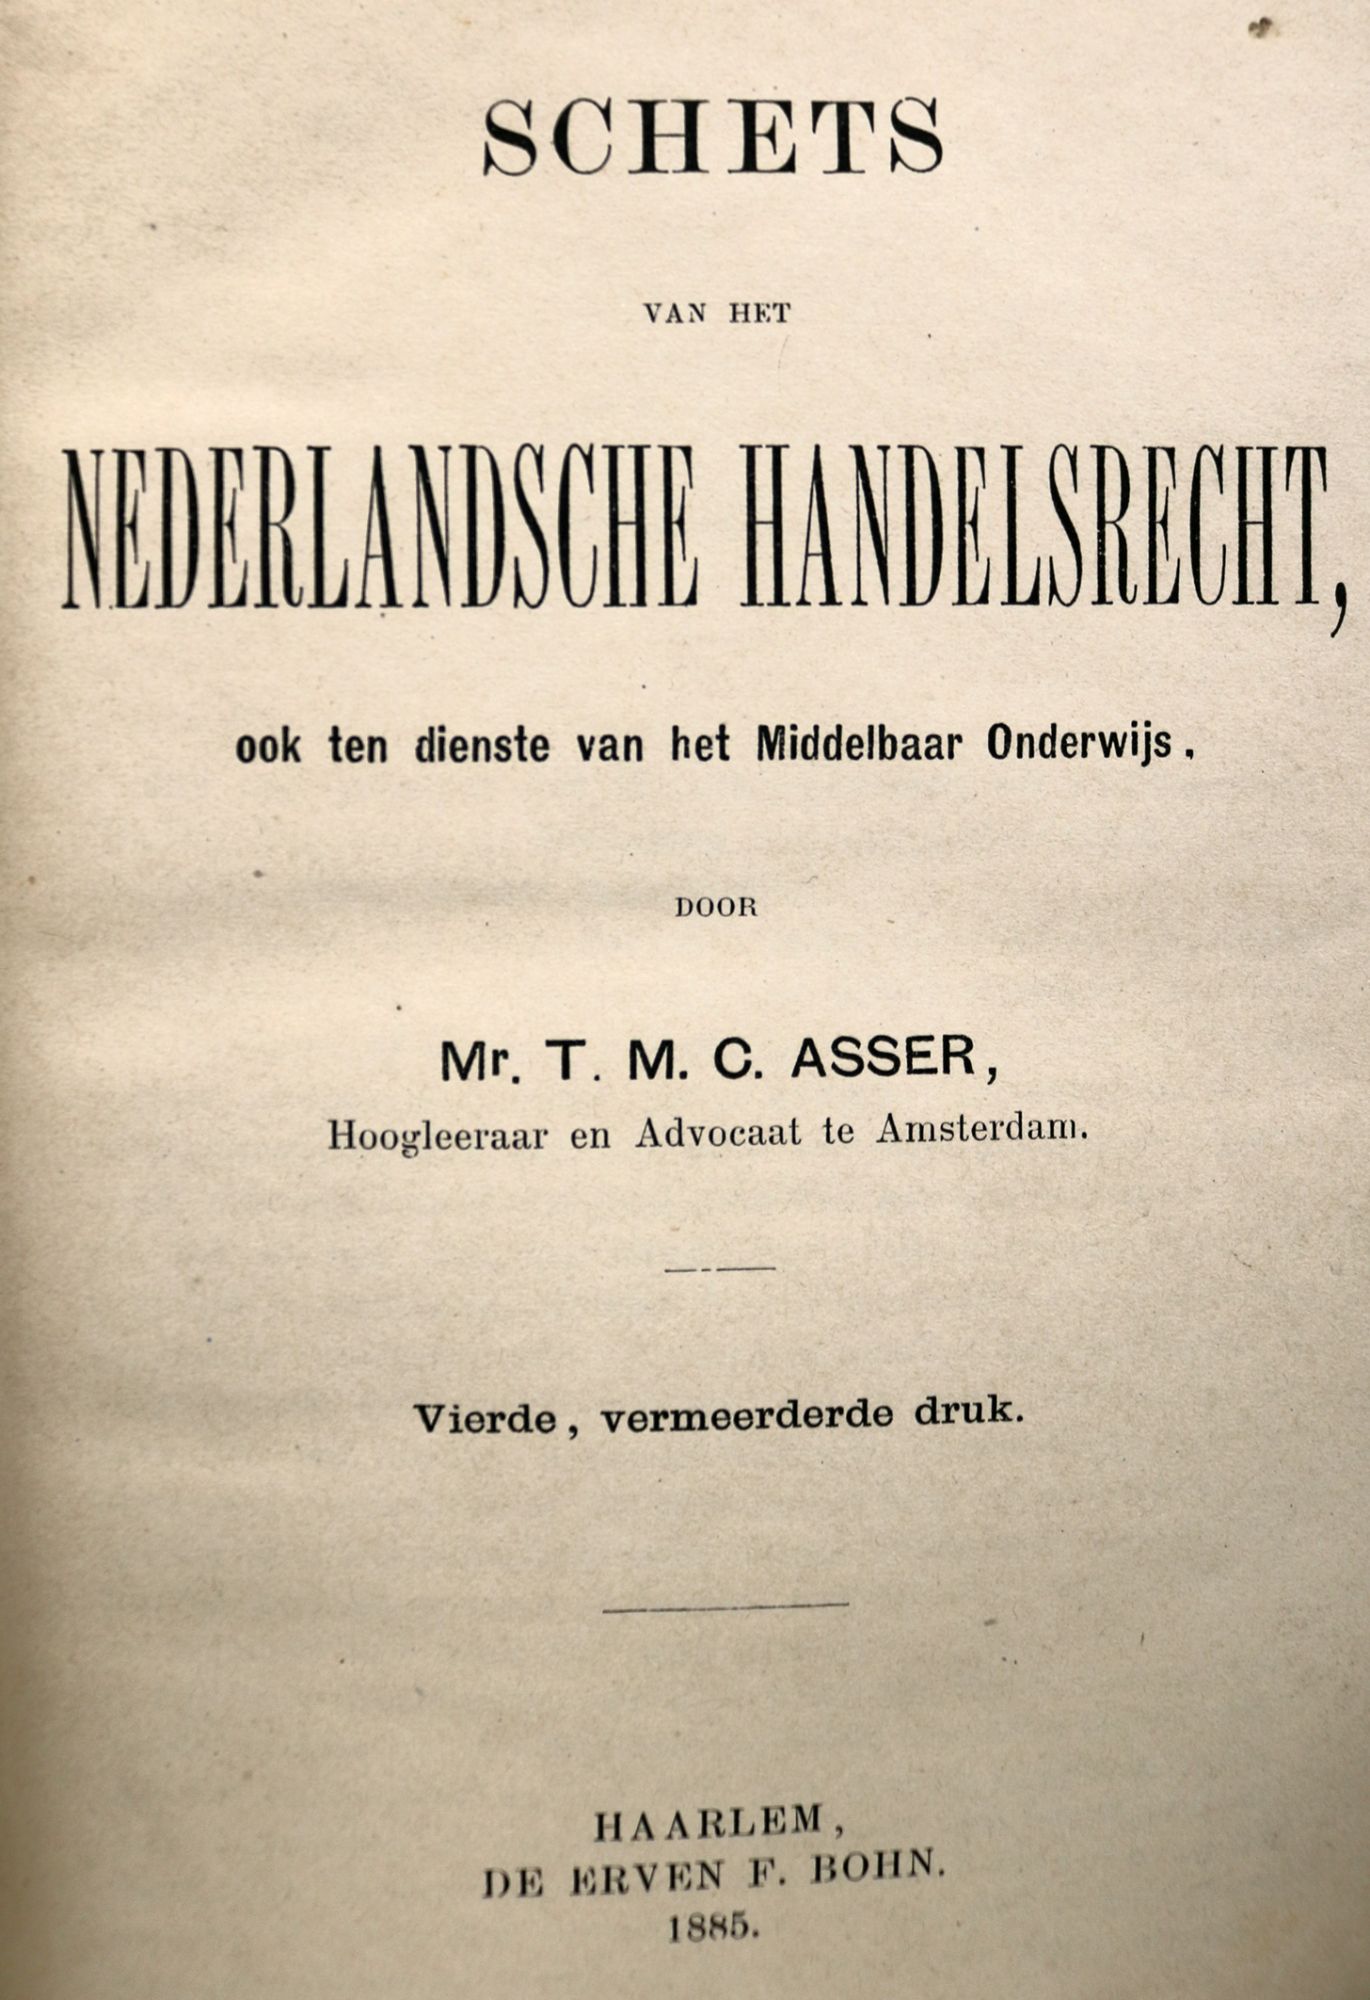 SCHETS
VAN HET
NEDERLANDSCHE HANDELSRECHT,
ook ten dienste van het Middelbaar Onderwijs.
DOOR
Mr. T. M. C. ASSER,
Hoogleeraar en Advocaat te Amsterdam.
Vierde, vermeerderde druk.
HAARLEM,
DE ERVEN F. BOHN.
1885.